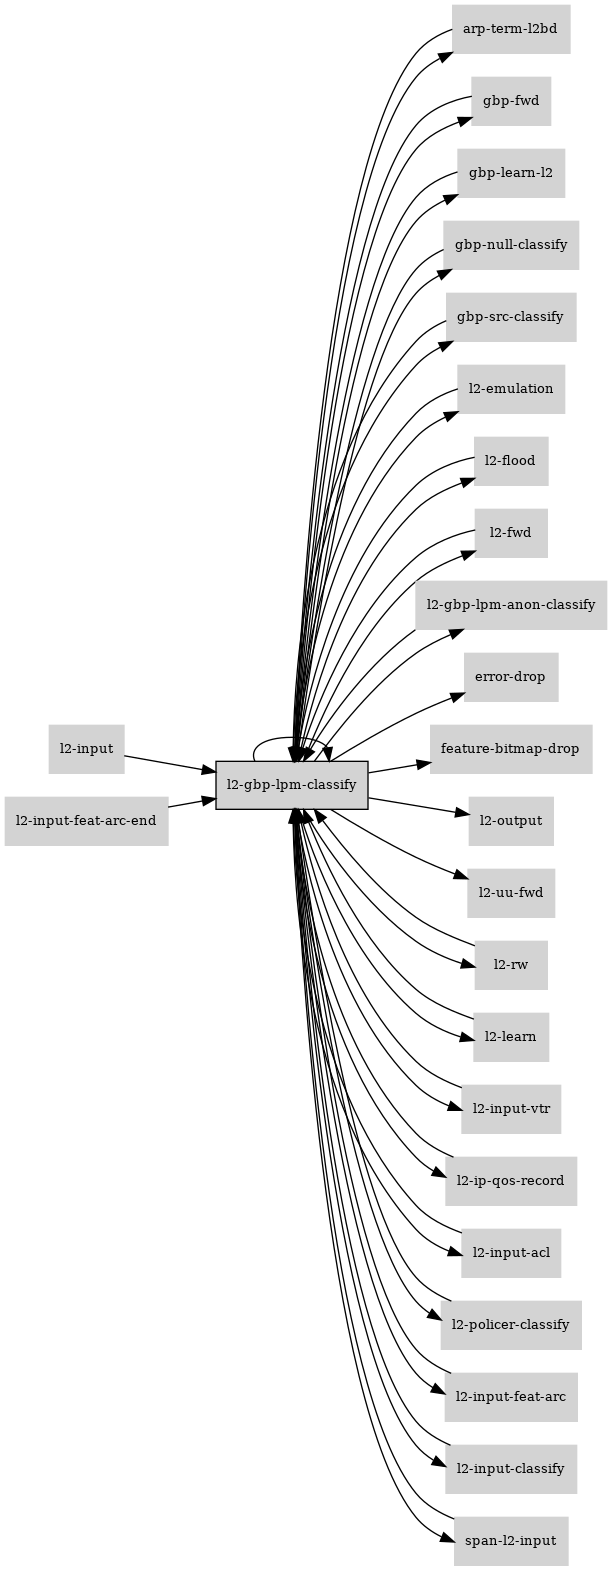 arp-term-l2bd
gbp-fwd
gbp-learn-l2
gbp-null-classify
gbp-src-classify
l2-emulation
l2-flood
l2-fwd
l2-gbp-lpm-anon-classify
error-drop
l2-input
feature-bitmap-drop
l2-gbp-lpm-classify
l2-input-feat-arc-end
l2-output
l2-uu-fwd
l2-rw
l2-learn
l2-input-vtr
l2-ip-qos-record
l2-input-acl
l2-policer-classify
l2-input-feat-arc
l2-input-classify
span-l2-input